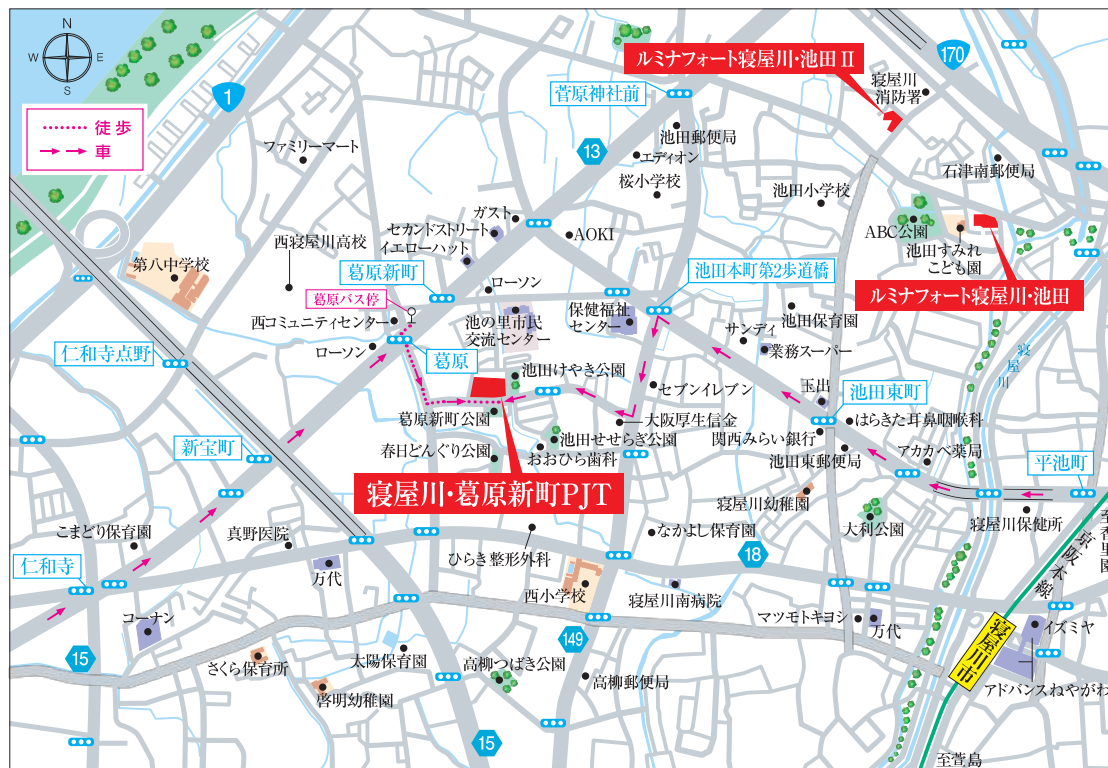 N
W
E
S
徒歩
車
1
170
13
ルミナフォート寝屋川・池田 II
寝屋川
消防署
菅原神社前
池田郵便局
エディオン
桜小学校
石津南郵便局
池田小学校
ファミリーマート
ガスト
セカンドストリート
イエローハット
AOKI
ABC公園
池田すみれ
こども園
西寝屋川高校
第八中学校
葛原新町
ローソン
池田本町第2歩道橋
ルミナフォート寝屋川・池田
葛原バス停
西コミュニティセンター
池の里市民
交流センター
保健福祉
センター
池田保育園
サンディ
業務スーパー
ローソン
葛原
仁和寺点野
池田けやき公園
セブンイレブン
玉出
池田東町
寝屋川
葛原新町公園
大阪厚生信金
はらきた耳鼻咽喉科
池田せせらぎ公園
関西みらい銀行
おおひら歯科
春日どんぐり公園
池田東郵便局
アカカベ薬局
新宝町
平池町
寝屋川・葛原新町PJT
寝屋川幼稚園
大利公園
寝屋川保健所
至香里園
京阪本線
こまどり保育園
真野医院
ひらき整形外科
なかよし保育園
18
仁和寺
万代
西小学校
寝屋川南病院
マツモトキヨシ
万代
イズミヤ
コーナン
149
寝屋川市
15
さくら保育所
太陽保育園
高柳つばき公園
高柳郵便局
アドバンスねやがわ
啓明幼稚園
15
至萱島